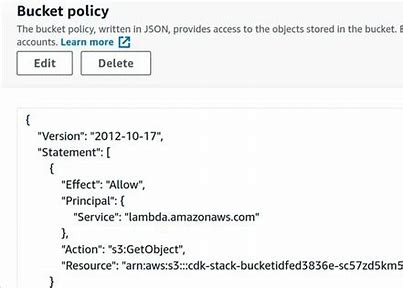 Bucket policy
The bucket policy, written in JSON, provides access to the objects stored in the bucket.
accounts. Learn more
Edit
Delete
{
"Version": "2012-10-17",
"Statement": [
{
"Effect": "Allow",
"Principal": {
"Service": "lambda.amazonaws.com"
},
"Action": "s3:GetObject",
"Resource": "arn:aws:s3:::cdk-stack-bucketidfed3836e-sc57zd5km5